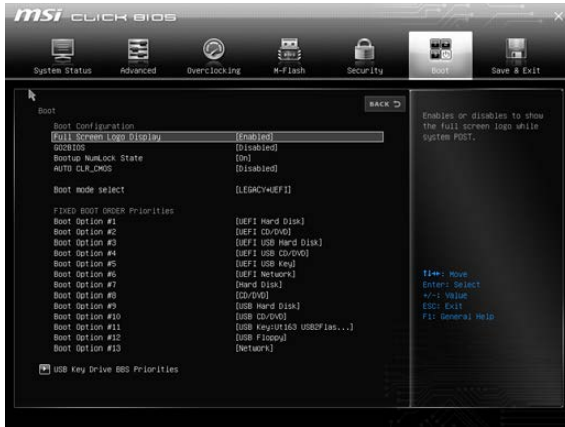 msi CLICK BIOS
System Status Advanced Overclocking M-Flash Security Boot Save & Exit
BACK
Boot
Boot Configuration
Full Screen Logo Display [Enabled]
GO2BIOS [Disabled]
Bootup NumLock State [On]
AUTO CLR_CMOS [Disabled]
Boot mode select [LEGACY+UEFI]
FIXED BOOT ORDER Priorities
Boot Option #1 [UEFI Hard Disk]
Boot Option #2 [UEFI CD/DVD]
Boot Option #3 [UEFI USB Hard Disk]
Boot Option #4 [UEFI USB CD/DVD]
Boot Option #5 [UEFI USB Key]
Boot Option #6 [UEFI Network]
Boot Option #7 [Hard Disk]
Boot Option #8 [CD/DVD]
Boot Option #9 [USB Hard Disk]
Boot Option #10 [USB CD/DVD]
Boot Option #11 [USB Key:Ut163 USB2Flas...]
Boot Option #12 [USB Floppy]
Boot Option #13 [Network]
USB Key Drive BBS Priorities
Enables or disables to show
the full screen logo while
system POST.
↑↓←→: Move
Enter: Select
+/-: Value
ESC: Exit
F1: General Help